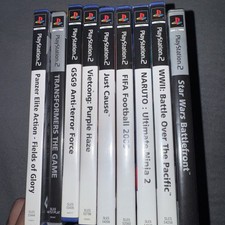 PlayStation 2
Panzer Elite Action - Fields of Glory
PlayStation 2
TRANSFORMERS THE GAME
PlayStation 2
GSG9 Anti-Terror Force
PlayStation 2
Vietcong: Purple Haze
PlayStation 2
Just Cause
PlayStation 2
FIFA Football
PlayStation 2
NARUTO: Ultimate Ninja 2
PlayStation 2
WWII: Battle Over The Pacific
PlayStation 2
Star Wars Battlefront